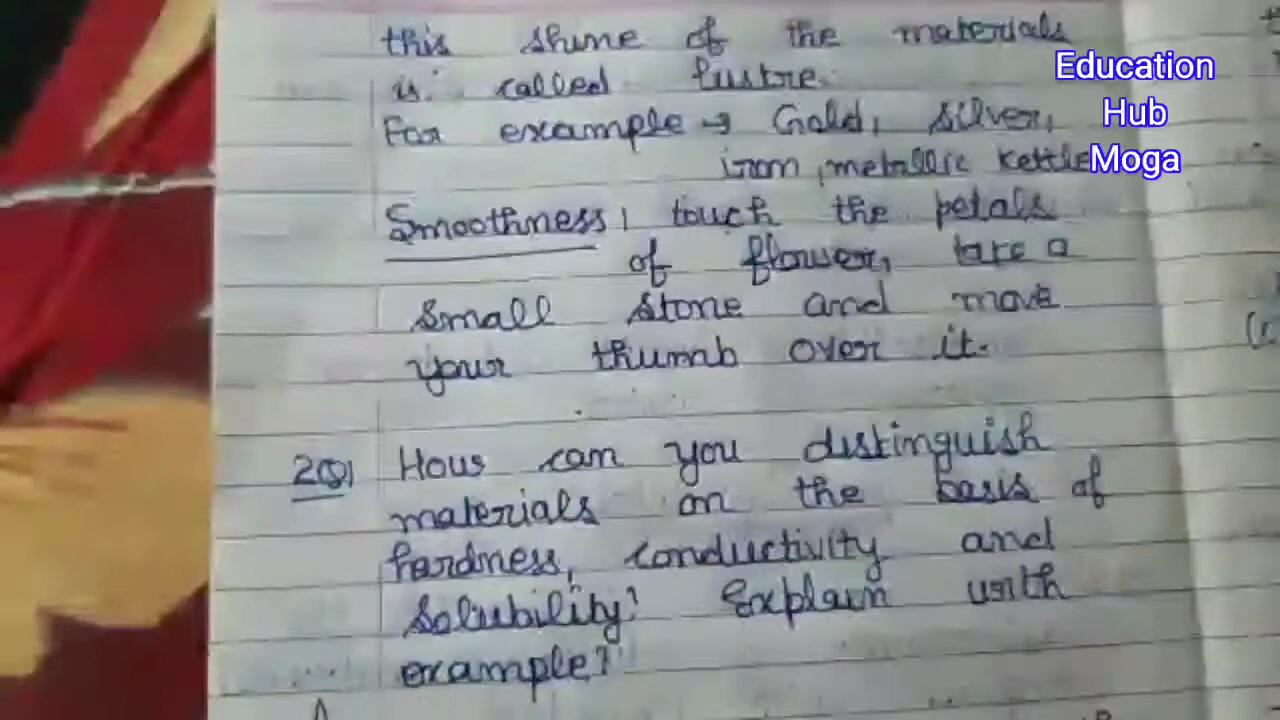 this shine of the materials
is called lustre.
For example → Gold, silver,
iron, metallic kettle
Smoothness, touch the petals
of flower, take a
small stone and move
your thumb over it.
2Q) How can you distinguish
materials on the basis of
hardness, conductivity and
solubility? Explain with
example?
Education
Hub
Moga